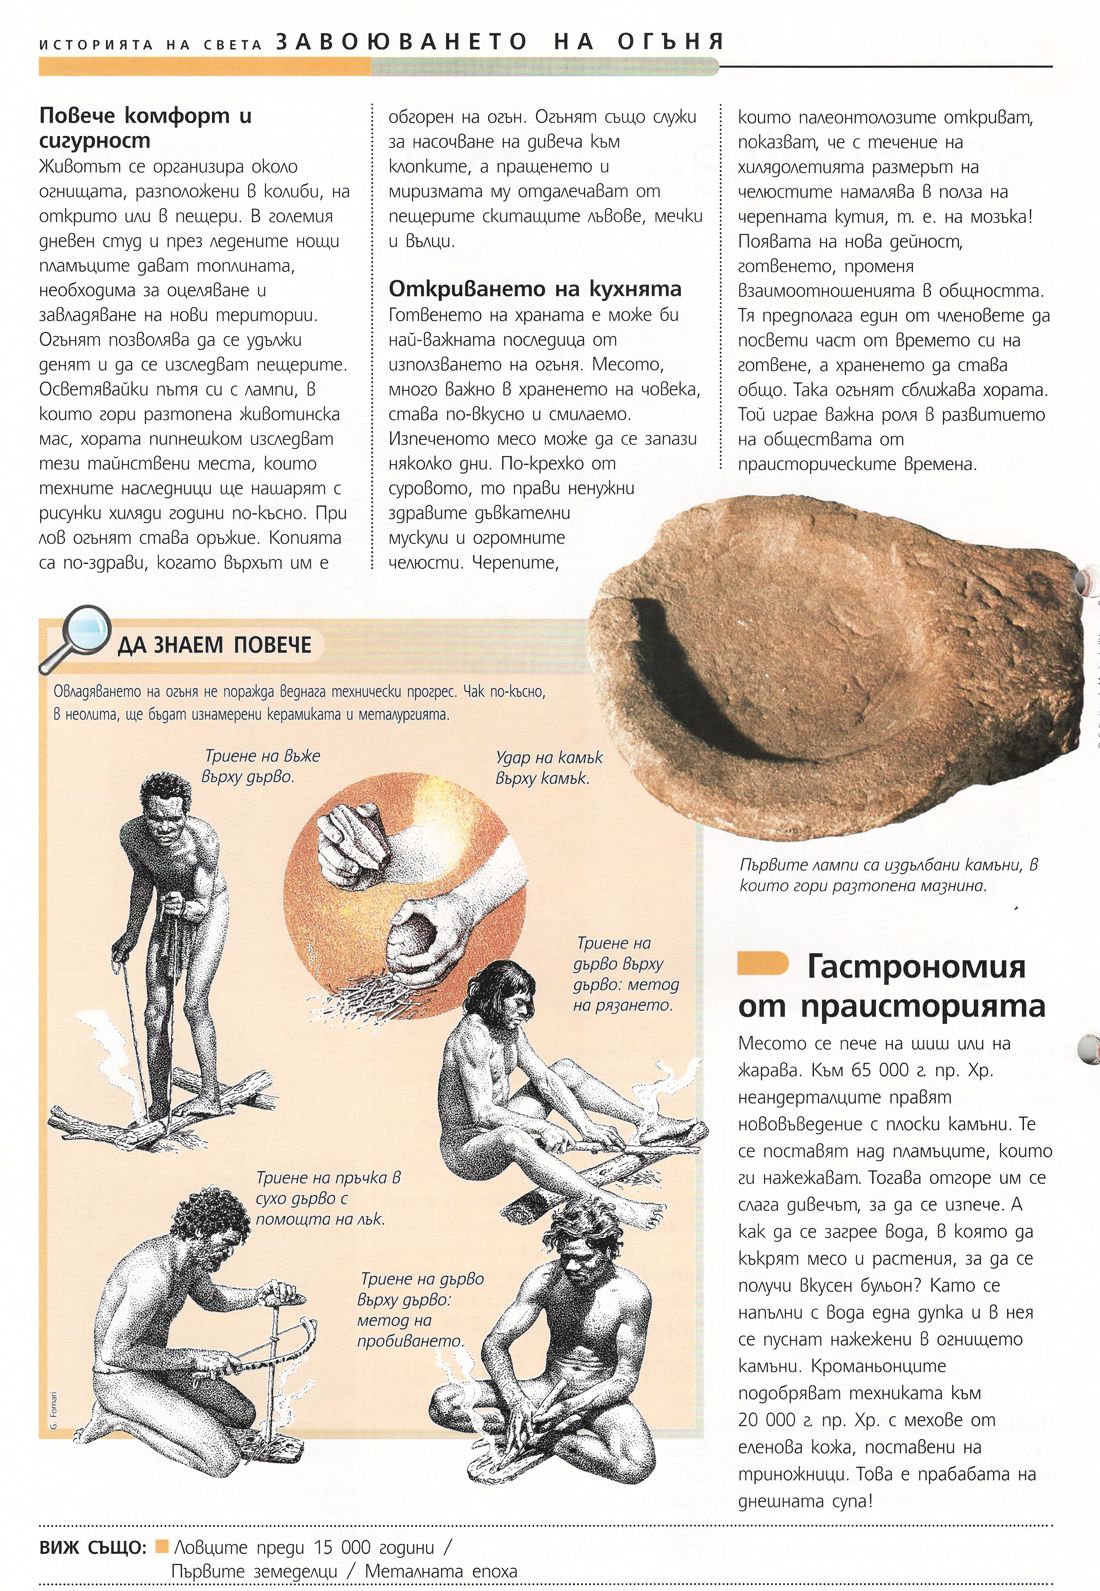 ИСТОРИЯТА НА СВЕТА ЗАВОЮВАНЕТО НА ОГЪНЯ
Повече комфорт и
сигурност
Животът се организира около
огнищата, разположени в колиби, на
открито или в пещери. В големия
дневен студ и през ледените нощи
пламъците дават топлината,
необходима за оцеляване и
завладяване на нови територии.
Огънят позволява да се удължи
денят и да се изследват пещерите.
Осветявайки пътя си с лампи, в
които гори разтопена животинска
мас, хората пипнешком изследват
тези тайнствени места, които
техните наследници ще нашарят с
рисунки хиляди години по-късно. При
лов огънят става оръжие. Копията
са по-здрави, когато върхът им е
обгорен на огън. Огънят също служи
за насочване на дивеча към
клопките, а пращенето и
миризмата му отдалечават от
пещерите скитащите лъвове, мечки
и вълци.
Откриването на кухнята
Готвенето на храната е може би
най-важната последица от
използването на огъня. Месото,
много важно в храненето на човека,
става по-вкусно и смилаемо.
Изпеченото месо може да се запази
няколко дни. По-крехко от
суровото, то прави ненужни
здравите дъвкателни
мускули и огромните
челюсти. Черепите,
които палеонтолозите откриват,
показват, че с течение на
хилядолетията размерът на
челюстите намалява в полза на
черепната кутия, т. е. на мозъка!
Появата на нова дейност,
готвенето, променя
взаимоотношенията в общността.
Тя предполага един от членовете да
посвети част от времето си на
готвене, а храненето да става
общо. Така огънят сближава хората.
Той играе важна роля в развитието
на обществата от
праисторическите времена.
ДА ЗНАЕМ ПОВЕЧЕ
Овладяването на огъня не поражда веднага технически прогрес. Чак по-късно,
в неолита, ще бъдат изнамерени керамиката и металургията.
Триене на въже
върху дърво.
Удар на камък
върху камък.
Триене на
дърво върху
дърво: метод
на рязането.
Триене на пръчка в
сухо дърво с
помощта на лък.
Триене на дърво
върху дърво:
метод на
пробиването.
G. Fornari
Първите лампи са издълбани камъни, в
които гори разтопена мазнина.
Гастрономия
от праисторията
Месото се пече на шиш или на
жарава. Към 65 000 г. пр. Хр.
неандерталците правят
нововъведение с плоски камъни. Те
се поставят над пламъците, които
ги нажежават. Тогава отгоре им се
слага дивечът, за да се изпече. А
как да се загрее вода, в която да
къкрят месо и растения, за да се
получи вкусен бульон? Като се
напълни с вода една дупка и в нея
се пуснат нажежени в огнището
камъни. Кроманьонците
подобряват техниката към
20 000 г. пр. Хр. с мехове от
еленова кожа, поставени на
триножници. Това е прабабата на
днешната супа!
ВИЖ СЪЩО: Ловците преди 15 000 години /
Първите земеделци / Металната епоха